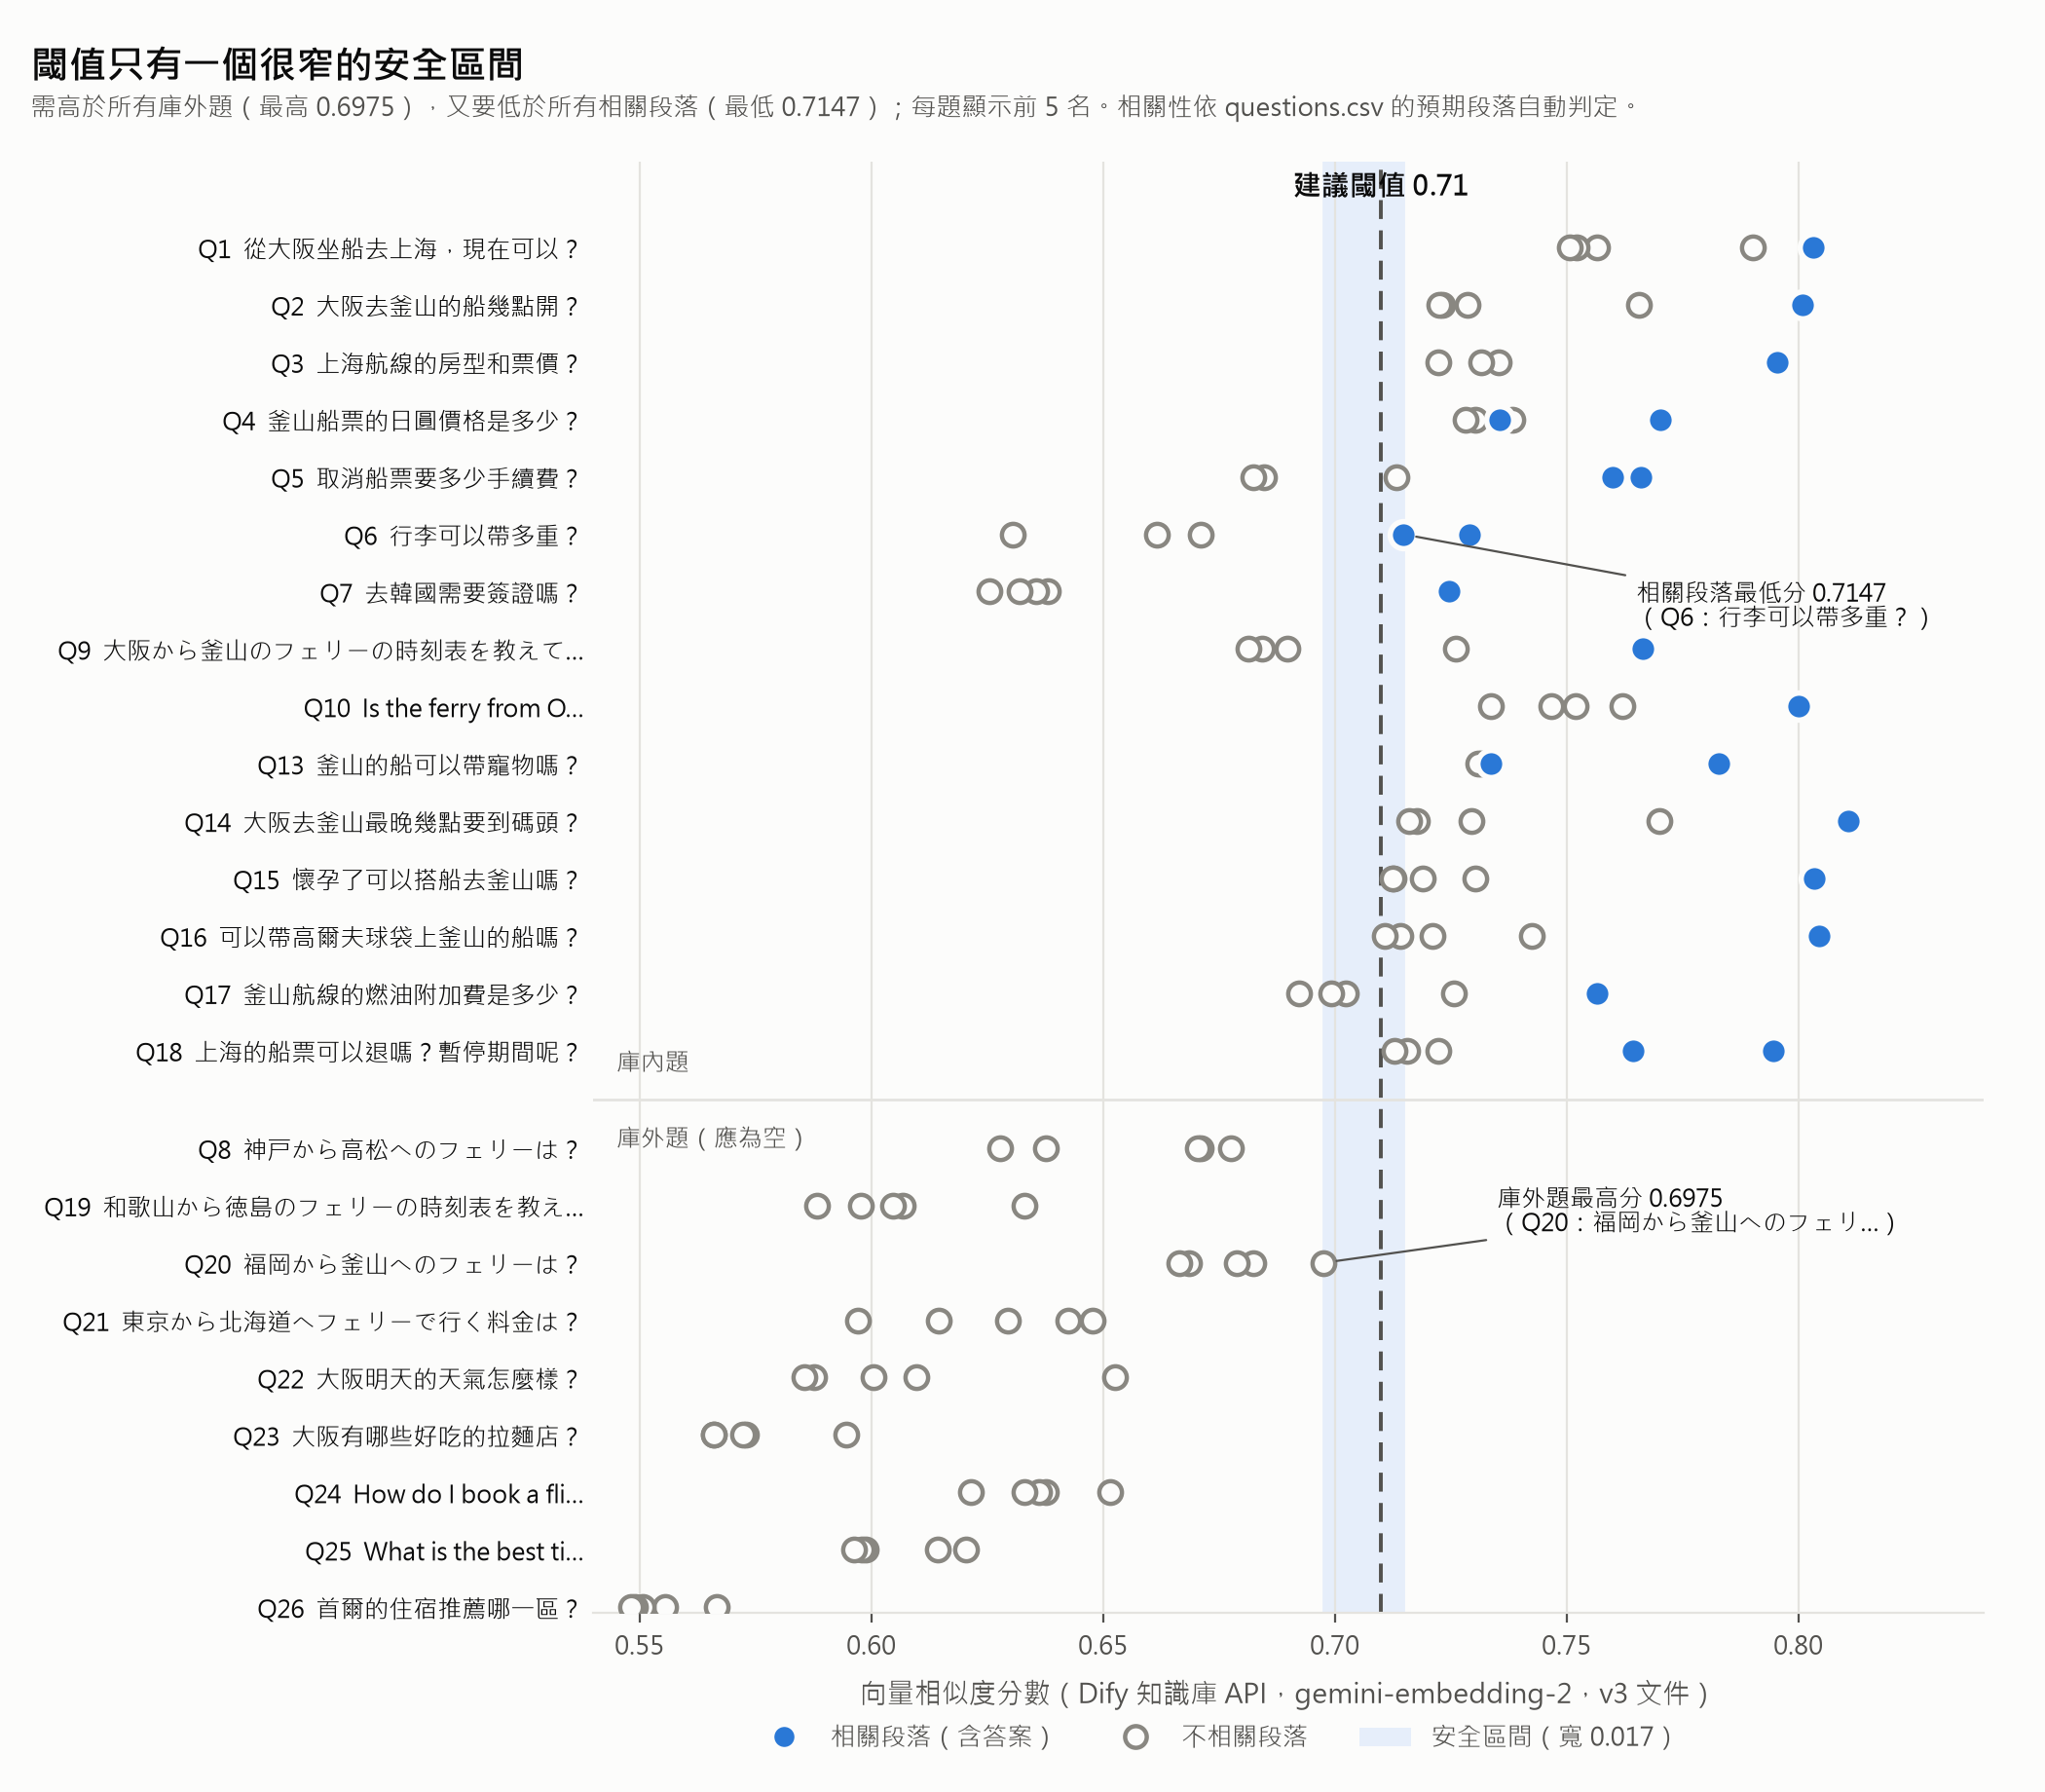 閾值只有一個很窄的安全區間
需高於所有庫外題（最高 0.6975），又要低於所有相關段落（最低 0.7147）；每題顯示前 5 名。相關性依 questions.csv 的預期段落自動判定。
建議閾值 0.71
Q1 從大阪坐船去上海，現在可以？
Q2 大阪去釜山的船幾點開？
Q3 上海航線的房型和票價？
Q4 釜山船票的日圓價格是多少？
Q5 取消船票要多少手續費？
Q6 行李可以帶多重？
Q7 去韓國需要簽證嗎？
相關段落最低分 0.7147
（Q6：行李可以帶多重？）
Q9 大阪から釜山のフェリーの時刻表を教えて...
Q10 Is the ferry from O...
Q13 釜山的船可以帶寵物嗎？
Q14 大阪去釜山最晚幾點要到碼頭？
Q15 懷孕了可以搭船去釜山嗎？
Q16 可以帶高爾夫球袋上釜山的船嗎？
Q17 釜山航線的燃油附加費是多少？
Q18 上海的船票可以退嗎？暫停期間呢？
庫內題
庫外題（應為空）
Q8 神戸から高松へのフェリーは？
Q19 和歌山から徳島のフェリーの時刻表を教え...
庫外題最高分 0.6975
（Q20：福岡から釜山へのフェリ...）
Q20 福岡から釜山へのフェリーは？
Q21 東京から北海道へフェリーで行く料金は？
Q22 大阪明天的天氣怎麼樣？
Q23 大阪有哪些好吃的拉麵店？
Q24 How do I book a fli...
Q25 What is the best ti...
Q26 首爾的住宿推薦哪一區？
0.55 0.60 0.65 0.70 0.75 0.80
向量相似度分數（Dify 知識庫 API，gemini-embedding-2，v3 文件）
相關段落（含答案） 不相關段落 安全區間（寬 0.017）